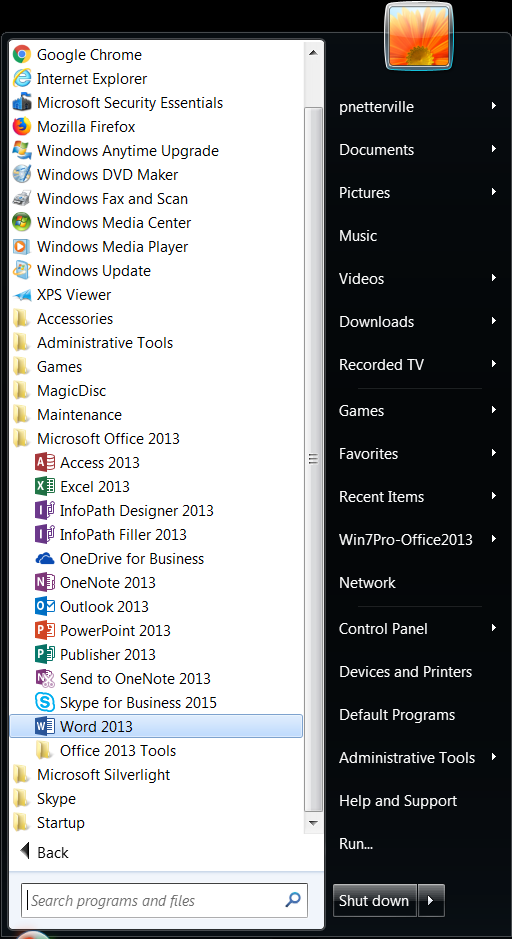 Google Chrome
Internet Explorer
Microsoft Security Essentials
Mozilla Firefox
Windows Anytime Upgrade
Windows DVD Maker
Windows Fax and Scan
Windows Media Center
Windows Media Player
Windows Update
XPS Viewer
Accessories
Administrative Tools
Games
MagicDisc
Maintenance
Microsoft Office 2013
Access 2013
Excel 2013
InfoPath Designer 2013
InfoPath Filler 2013
OneDrive for Business
OneNote 2013
Outlook 2013
PowerPoint 2013
Publisher 2013
Send to OneNote 2013
Skype for Business 2015
Word 2013
Office 2013 Tools
Microsoft Silverlight
Skype
Startup
Back
Search programs and files
pnetterville
Documents
Pictures
Music
Videos
Downloads
Recorded TV
Games
Favorites
Recent Items
Win7Pro-Office2013
Network
Control Panel
Devices and Printers
Default Programs
Administrative Tools
Help and Support
Run...
Shut down